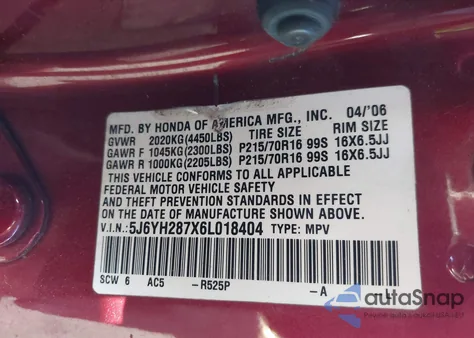 MFD. BY HONDA OF AMERICA MFG., INC. 04/'06
GVWR 2020KG(4450LBS) TIRE SIZE RIM SIZE
GAWR F 1045KG(2300LBS) P215/70R16 99S 16X6.5JJ
GAWR R 1000KG(2205LBS) P215/70R16 99S 16X6.5JJ
THIS VEHICLE CONFORMS TO ALL APPLICABLE
FEDERAL MOTOR VEHICLE SAFETY
AND THEFT PREVENTION STANDARDS IN EFFECT
ON THE DATE OF MANUFACTURE SHOWN ABOVE.
V.I.N.:5J6YH287X6L018404 TYPE: MPV
SCW 6 AC5 -R525P -A
autoSnap